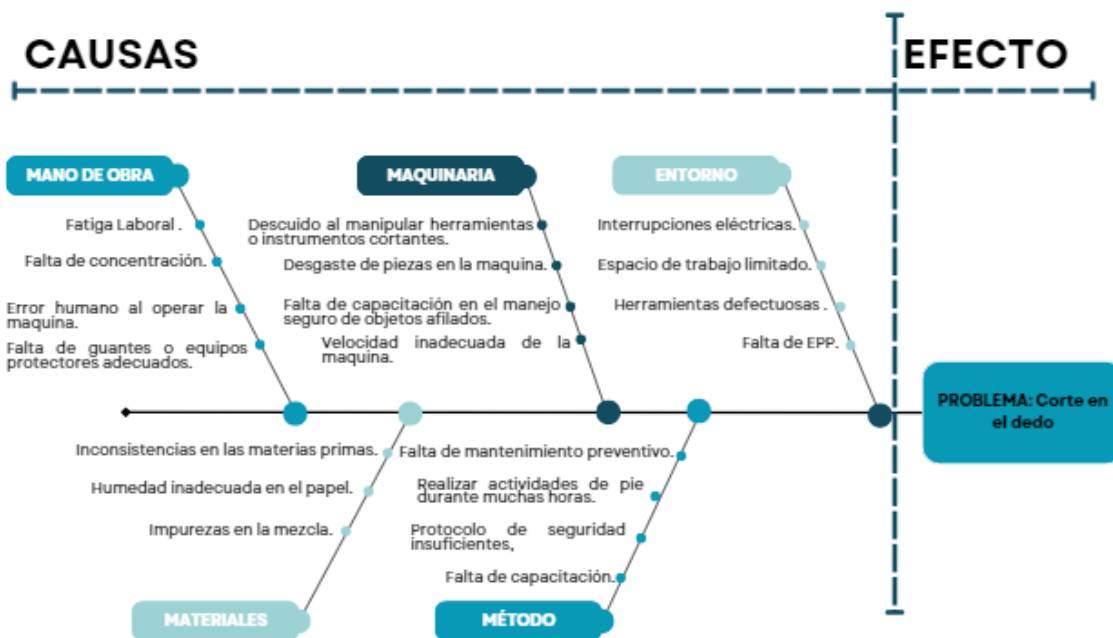 CAUSAS
EFECTO
MANO DE OBRA
Fatiga Laboral .
Falta de concentración.
Error humano al operar la
maquina.
Falta de guantes o equipos
protectores adecuados.
MAQUINARIA
Descuido al manipular herramientas
o instrumentos cortantes.
Desgaste de piezas en la maquina.
Falta de capacitación en el manejo
seguro de objetos afilados.
Velocidad inadecuada de la
maquina.
ENTORNO
Interrupciones eléctricas.
Espacio de trabajo limitado.
Herramientas defectuosas .
Falta de EPP.
PROBLEMA: Corte en
el dedo
Inconsistencias en las materias primas.
Humedad inadecuada en el papel.
Impurezas en la mezcla.
MATERIALES
Falta de mantenimiento preventivo.
Realizar actividades de pie
durante muchas horas.
Protocolo de seguridad
insuficientes,
Falta de capacitación.
MÉTODO